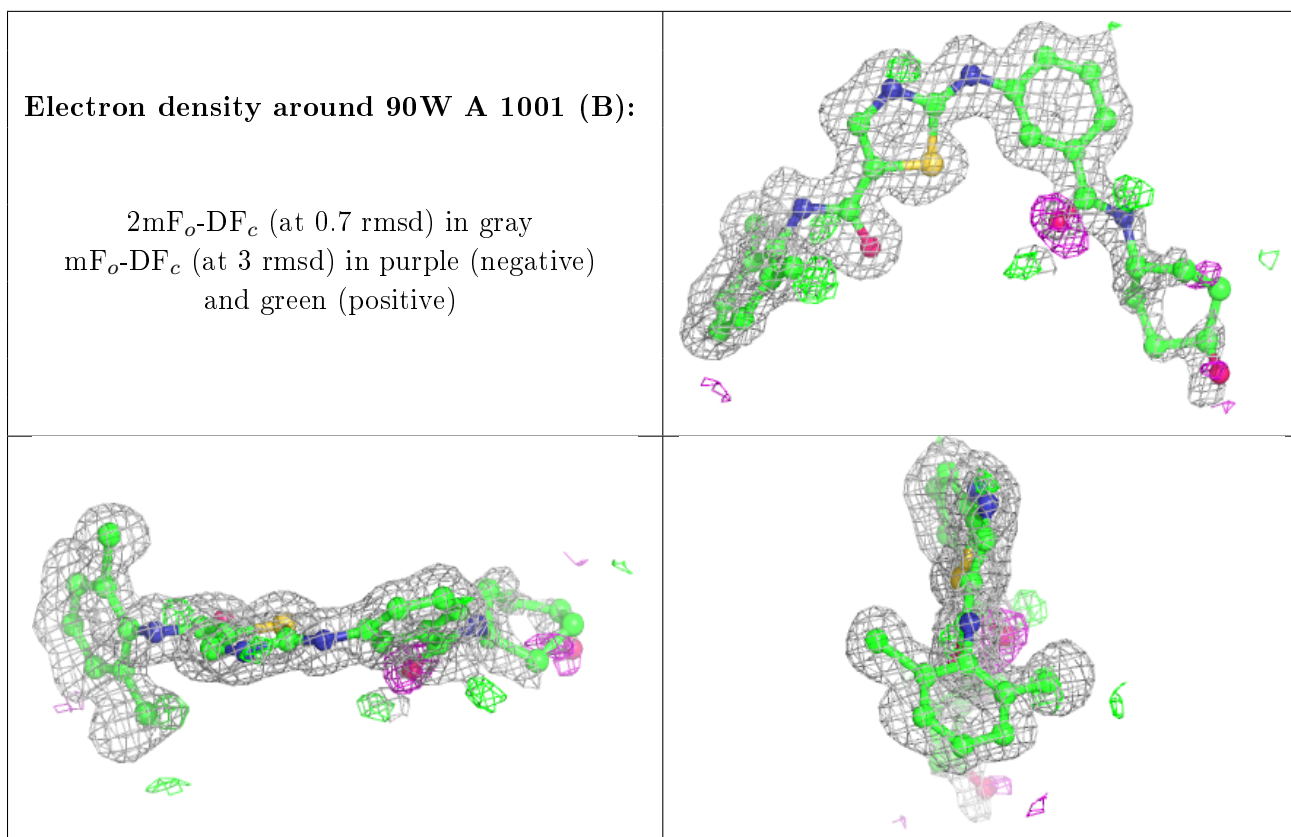 Electron density around 90W A 1001 (B):
2mFo-DFc (at 0.7 rmsd) in gray
mFo-DFc (at 3 rmsd) in purple (negative)
and green (positive)